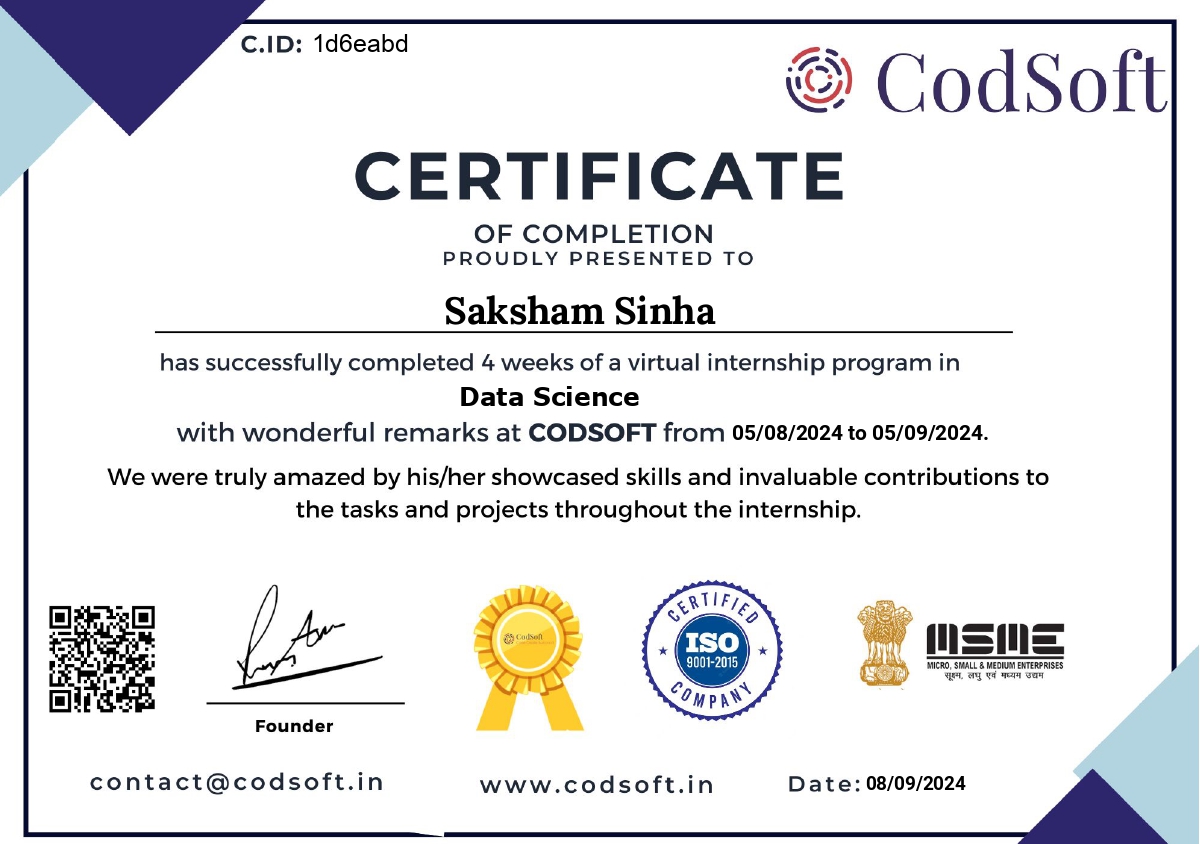 C.ID: 1d6eabd
CodSoft
CERTIFICATE
OF COMPLETION
PROUDLY PRESENTED TO
Saksham Sinha
has successfully completed 4 weeks of a virtual internship program in
Data Science
with wonderful remarks at CODSOFT from 05/08/2024 to 05/09/2024.
We were truly amazed by his/her showcased skills and invaluable contributions to
the tasks and projects throughout the internship.
Founder
CodSoft
CERTIFIED
ISO
9001-2015
COMPANY
MSME
MICRO, SMALL & MEDIUM ENTERPRISES
सूक्ष्म, लघु एवं मध्यम उद्यम
contact@codsoft.in
www.codsoft.in
Date: 08/09/2024